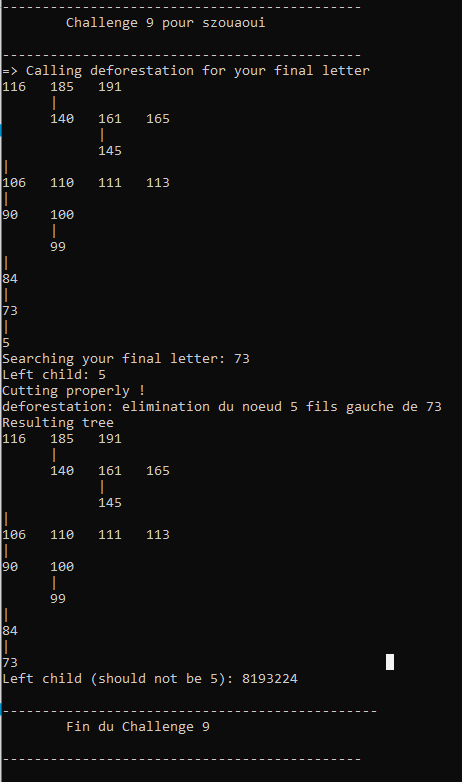 ---------------------------------------------
        Challenge 9 pour szouaoui
---------------------------------------------
=> Calling deforestation for your final letter
116   185   191
      |
      140   161   165
            |
            145
|
106   110   111   113
|
90    100
      |
      99
|
84
|
73
|
5
Searching your final letter: 73
Left child: 5
Cutting properly !
deforestation: elimination du noeud 5 fils gauche de 73
Resulting tree
116   185   191
      |
      140   161   165
            |
            145
|
106   110   111   113
|
90    100
      |
      99
|
84
|
73
Left child (should not be 5): 8193224
-----------------------------------------------
        Fin du Challenge 9
---------------------------------------------